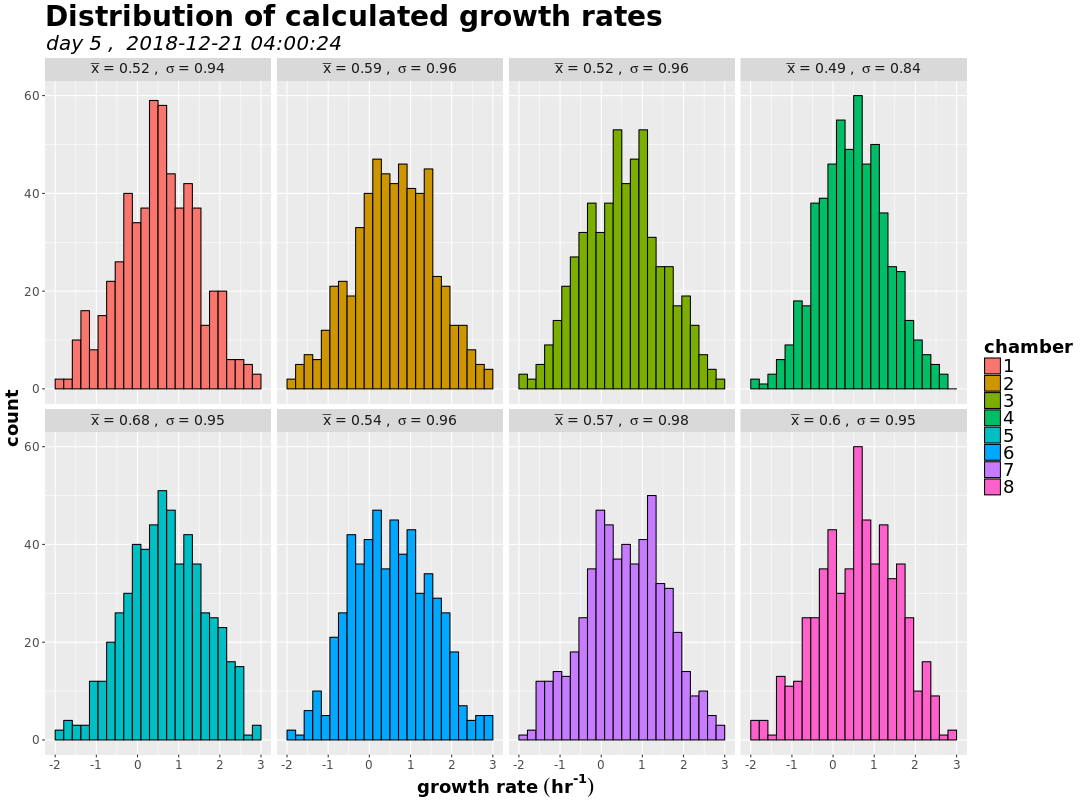 Distribution of calculated growth rates
day 5 ,  2018-12-21 04:00:24
x̅ = 0.52 ,  σ = 0.94
x̅ = 0.59 ,  σ = 0.96
x̅ = 0.52 ,  σ = 0.96
x̅ = 0.49 ,  σ = 0.84
60
40
20
0
x̅ = 0.68 ,  σ = 0.95
x̅ = 0.54 ,  σ = 0.96
x̅ = 0.57 ,  σ = 0.98
x̅ = 0.6 ,  σ = 0.95
60
40
20
0
-2 -1 0 1 2 3 -2 -1 0 1 2 3 -2 -1 0 1 2 3 -2 -1 0 1 2 3
growth rate (hr⁻¹)
count
chamber
1
2
3
4
5
6
7
8